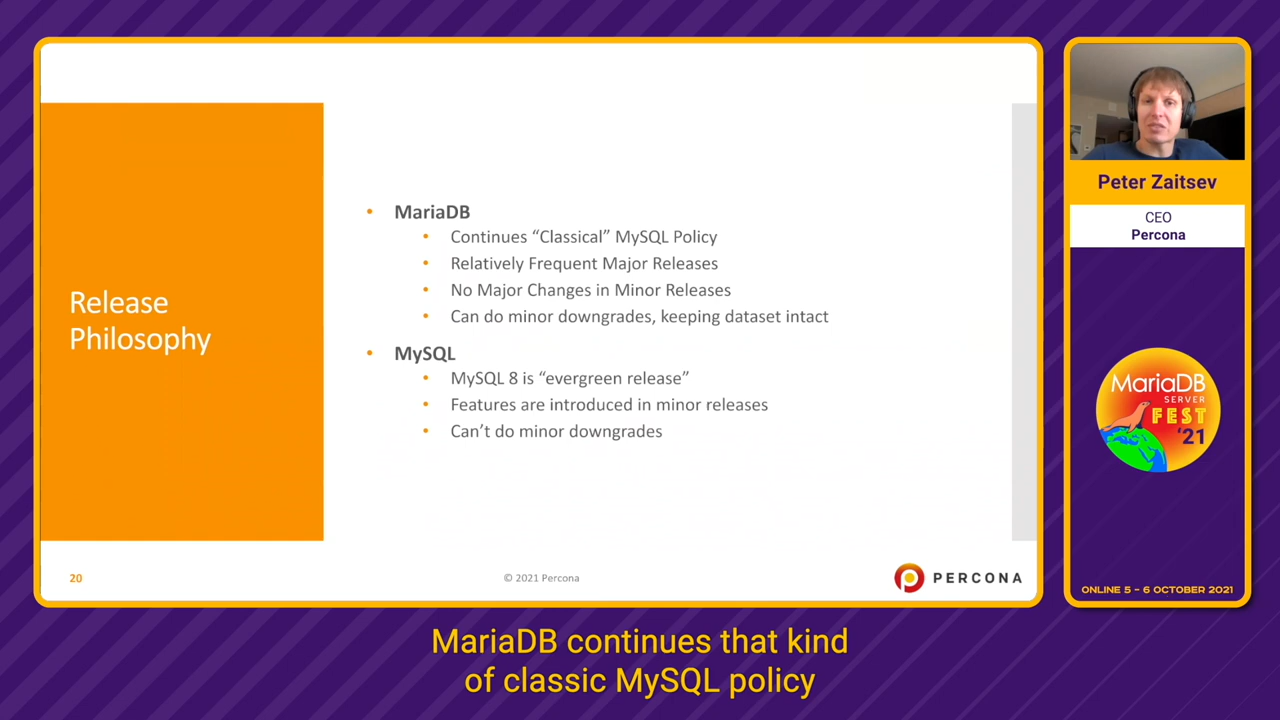 Release
Philosophy
• MariaDB
• Continues “Classical” MySQL Policy
• Relatively Frequent Major Releases
• No Major Changes in Minor Releases
• Can do minor downgrades, keeping dataset intact
• MySQL
• MySQL 8 is “evergreen release”
• Features are introduced in minor releases
• Can’t do minor downgrades
20
© 2021 Percona
PERCONA
Peter Zaitsev
CEO
Percona
MariaDB
SERVER
FEST
'21
ONLINE 5 – 6 OCTOBER 2021
MariaDB continues that kind
of classic MySQL policy